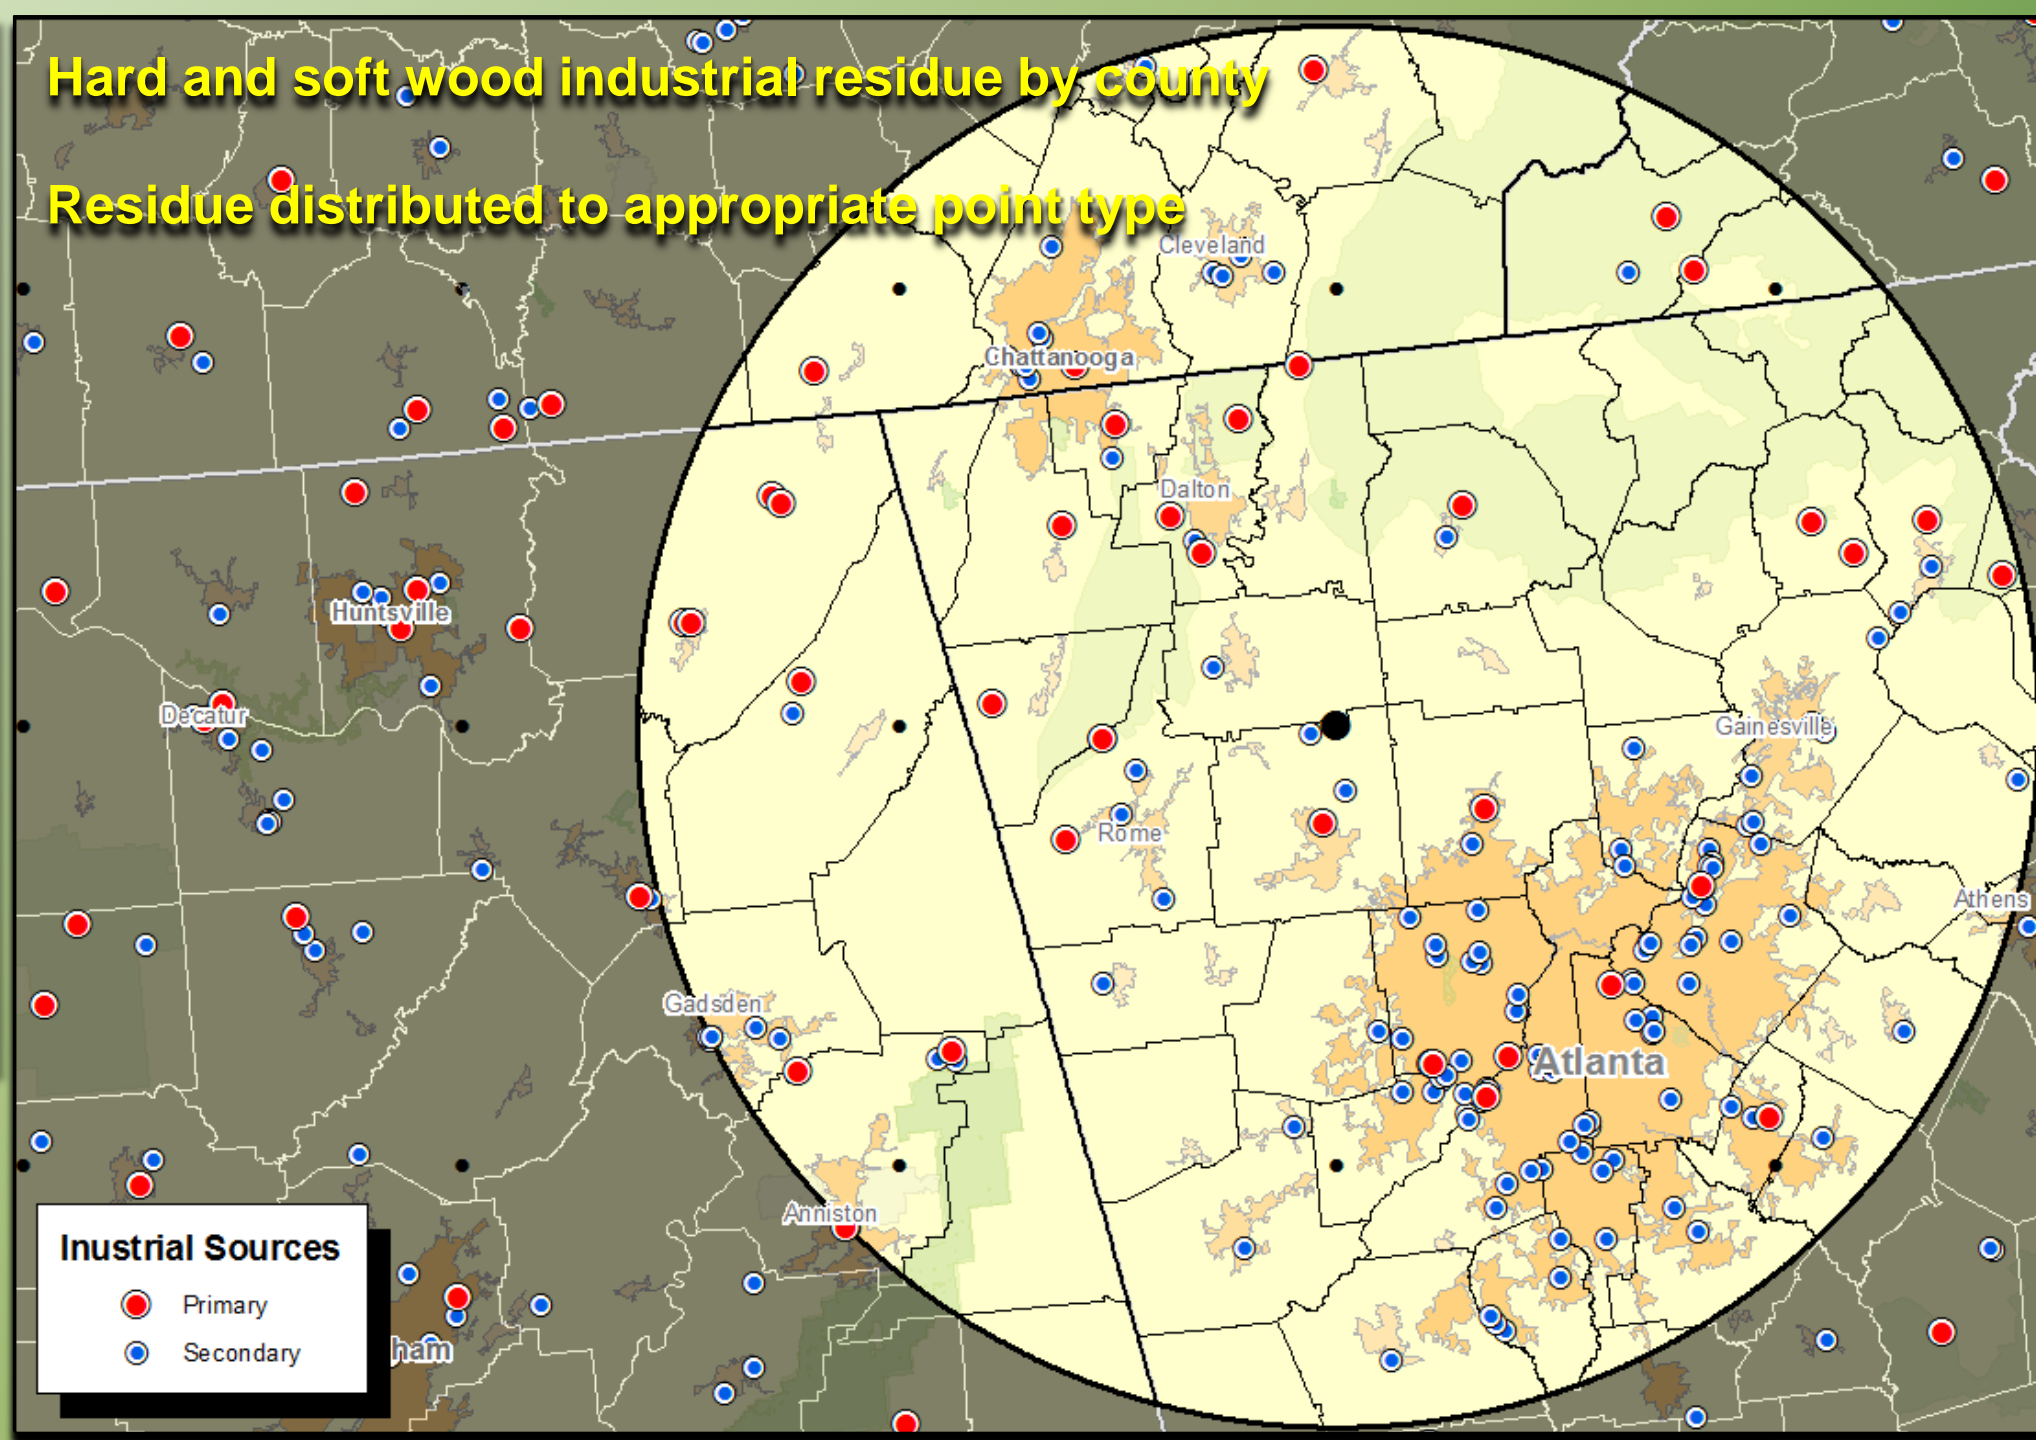 Hard and soft wood industrial residue by county
Residue distributed to appropriate point type
Cleveland
Chattanooga
Dalton
Huntsville
Decatur
Gainesville
Rome
Athens
Gadsden
Atlanta
Anniston
Inustrial Sources
Primary
Secondary
ham